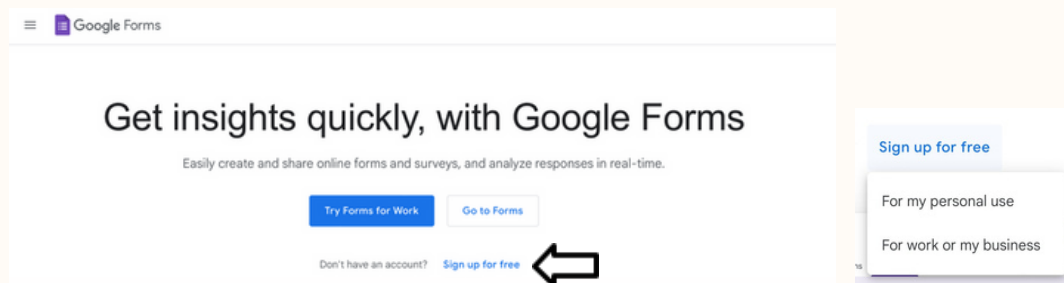 Google Forms
Get insights quickly, with Google Forms
Easily create and share online forms and surveys, and analyze responses in real-time.
Try Forms for Work
Go to Forms
Don't have an account? Sign up for free
Sign up for free
For my personal use
For work or my business
ns